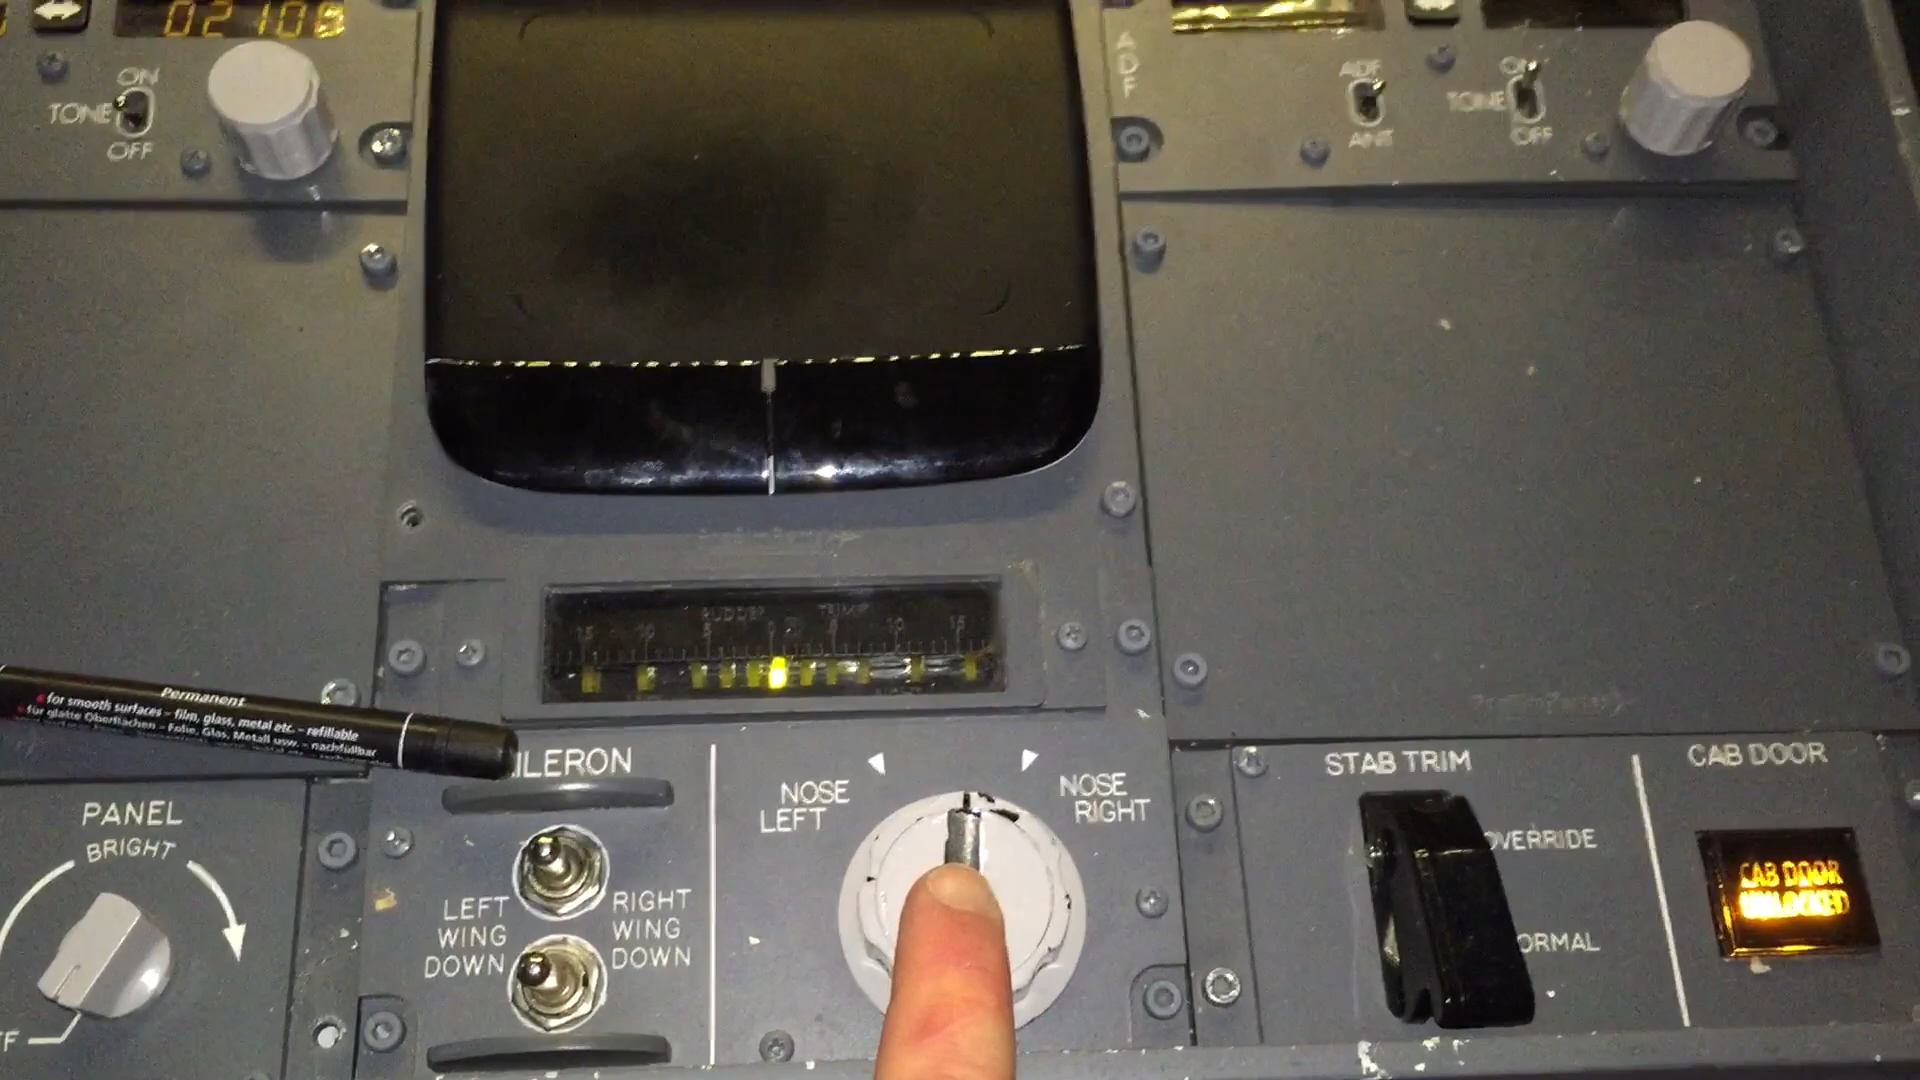 02108
ON
TONE
OFF
ADF
ADF
ANT
ON
TONE
OFF
RUDDER TRIM
15 10 5 0 5 10 15
Permanent
for smooth surfaces – film, glass, metal etc. – refillable
für glatte Oberflächen – Folie, Glas, Metall usw. – nachfüllbar
ILERON
LEFT
WING
DOWN
RIGHT
WING
DOWN
NOSE
LEFT
NOSE
RIGHT
STAB TRIM
OVERRIDE
ORMAL
CAB DOOR
CAB DOOR
UNLOCKED
PANEL
BRIGHT
FF